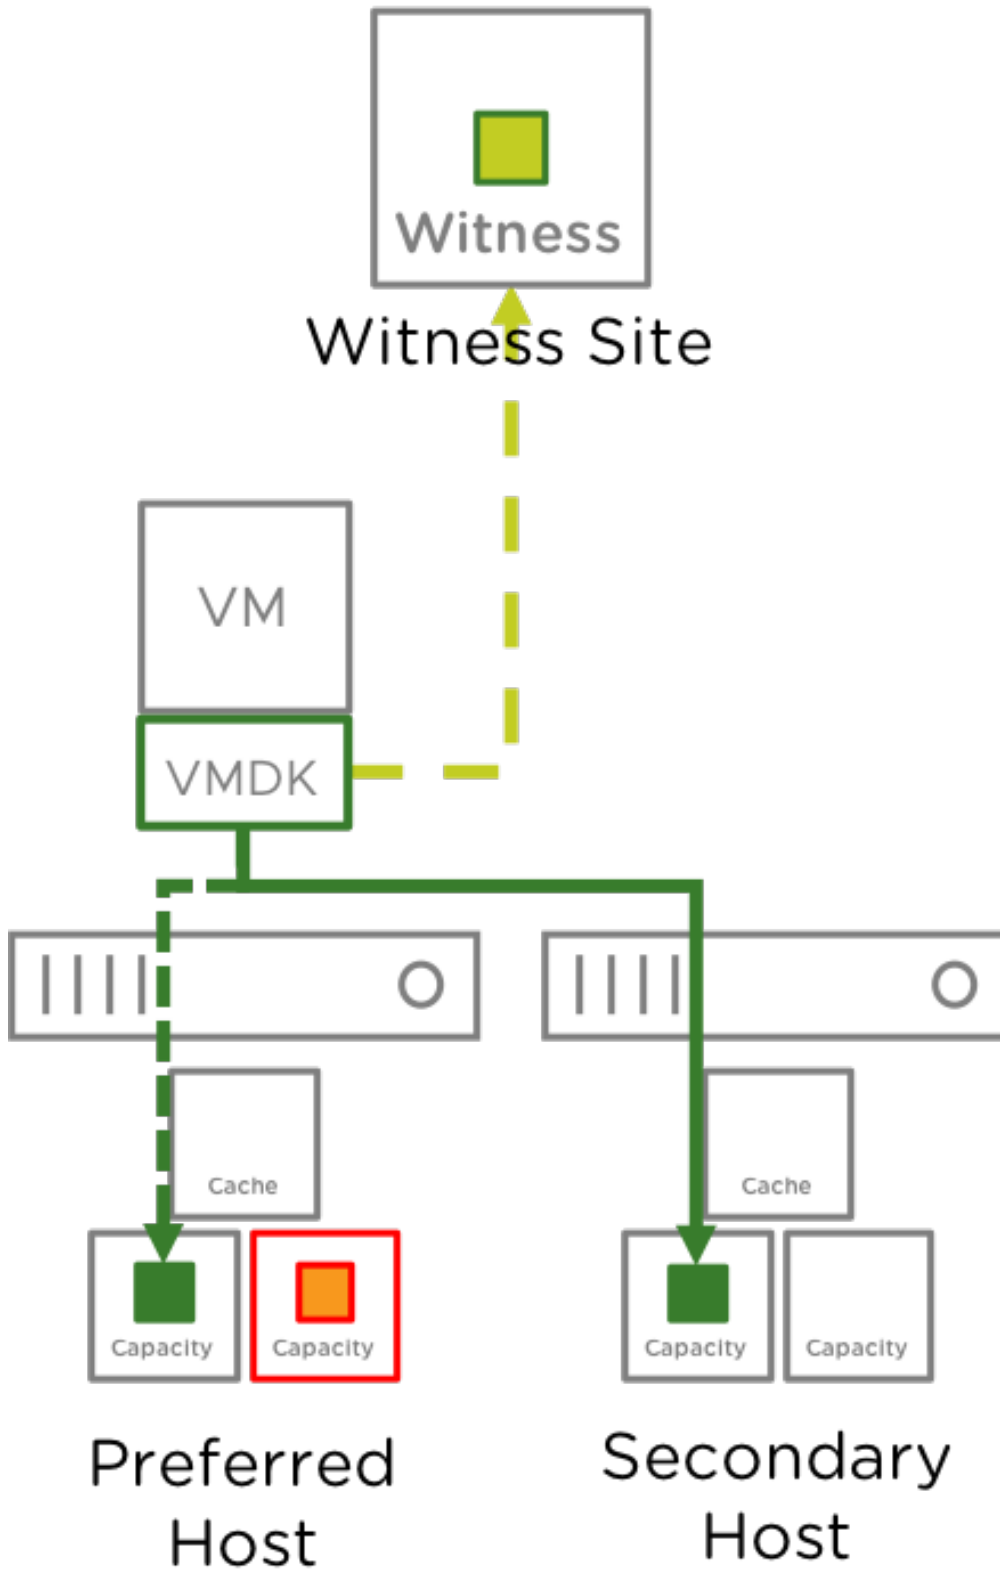 Witness
Witness Site
VM
VMDK
Cache
Cache
Capacity
Capacity
Capacity
Capacity
Preferred
Host
Secondary
Host